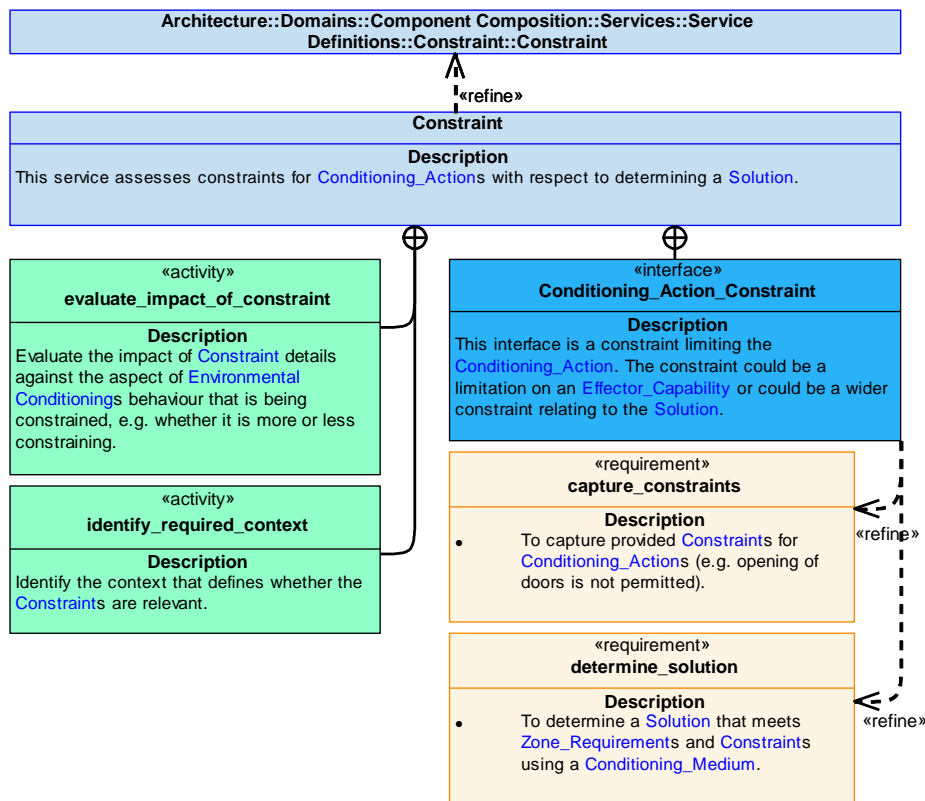 Architecture::Domains::Component Composition::Services::Service
Definitions::Constraint::Constraint
«refine»
Constraint
Description
This service assesses constraints for Conditioning_Actions with respect to determining a Solution.
«activity»
evaluate_impact_of_constraint
Description
Evaluate the impact of Constraint details
against the aspect of Environmental
Conditionings behaviour that is being
constrained, e.g. whether it is more or less
constraining.
«interface»
Conditioning_Action_Constraint
Description
This interface is a constraint limiting the
Conditioning_Action. The constraint could be a
limitation on an Effector_Capability or could be a wider
constraint relating to the Solution.
«activity»
identify_required_context
Description
Identify the context that defines whether the
Constraints are relevant.
«requirement»
capture_constraints
Description
• To capture provided Constraints for
Conditioning_Actions (e.g. opening of
doors is not permitted).
«refine»
«requirement»
determine_solution
Description
• To determine a Solution that meets
Zone_Requirements and Constraints
using a Conditioning_Medium.
«refine»